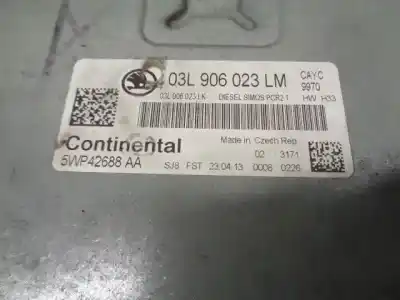 03L 906 023 LM CAYC
9970
03L 906 023 LK DIESEL SIMOS PCR2.1 HW H33
Continental Made in Czech Rep
02 3171
5WP42688 AA SJ8 FST 23.04.13 0008 0226